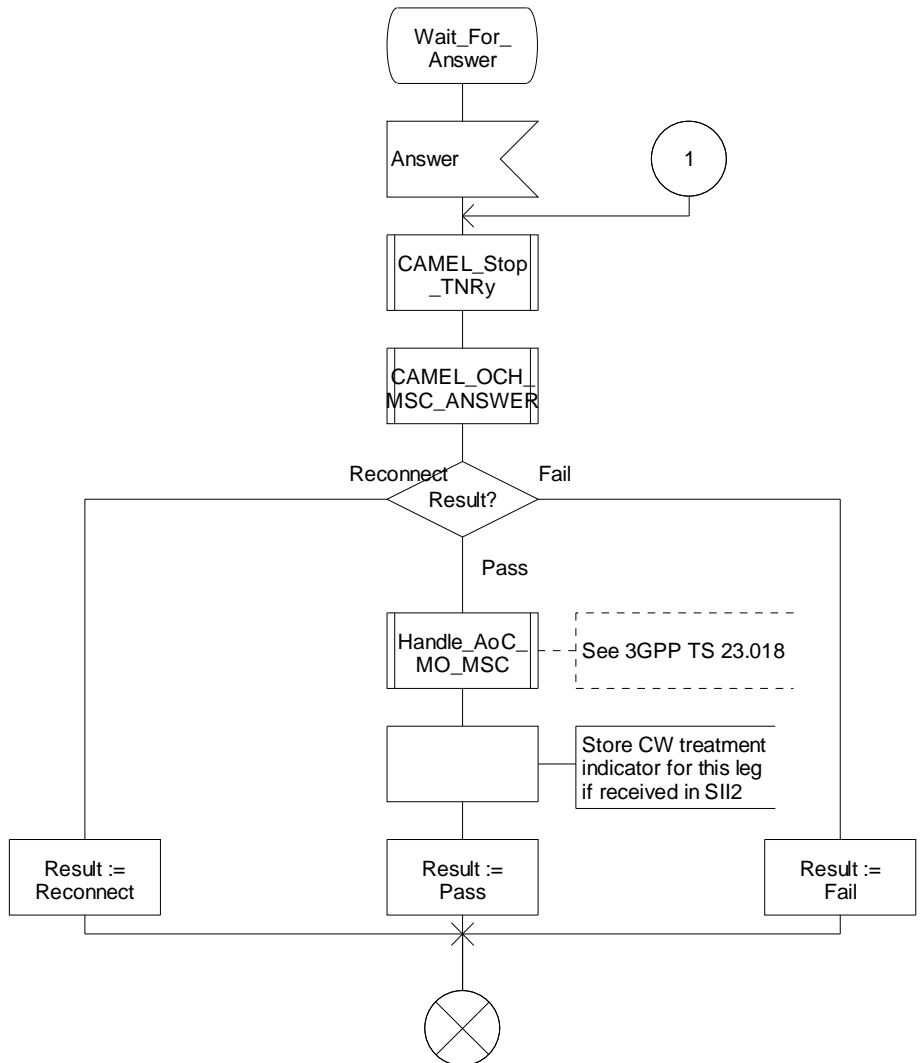 Wait_For_
Answer
Answer
1
CAMEL_Stop
_TNRy
CAMEL_OCH_
MSC_ANSWER
Reconnect
Fail
Result?
Pass
Handle_AoC_
MO_MSC
See 3GPP TS 23.018
Store CW treatment
indicator for this leg
if received in SII2
Result :=
Reconnect
Result :=
Pass
Result :=
Fail